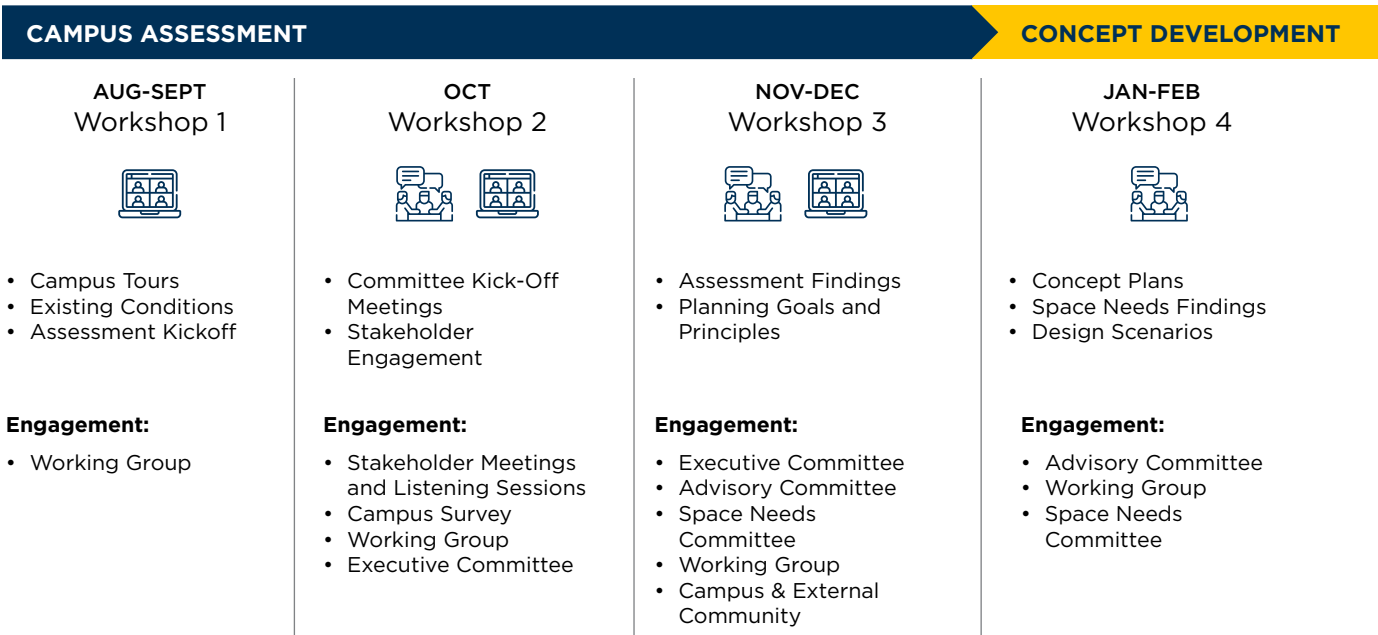 CAMPUS ASSESSMENT
CONCEPT DEVELOPMENT
AUG-SEPT
Workshop 1
• Campus Tours
• Existing Conditions
• Assessment Kickoff
Engagement:
• Working Group
OCT
Workshop 2
• Committee Kick-Off
Meetings
• Stakeholder
Engagement
Engagement:
• Stakeholder Meetings
and Listening Sessions
• Campus Survey
• Working Group
• Executive Committee
NOV-DEC
Workshop 3
• Assessment Findings
• Planning Goals and
Principles
Engagement:
• Executive Committee
• Advisory Committee
• Space Needs
Committee
• Working Group
• Campus & External
Community
JAN-FEB
Workshop 4
• Concept Plans
• Space Needs Findings
• Design Scenarios
Engagement:
• Advisory Committee
• Working Group
• Space Needs
Committee